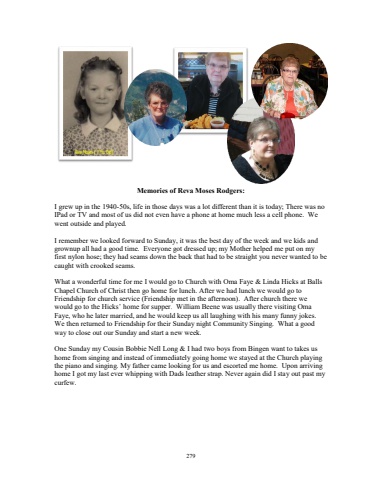 Memories of Reva Moses Rodgers:
I grew up in the 1940-50s, life in those days was a lot different than it is today; There was no
IPad or TV and most of us did not even have a phone at home much less a cell phone. We
went outside and played.
I remember we looked forward to Sunday, it was the best day of the week and we kids and
grownup all had a good time. Everyone got dressed up; my Mother helped me put on my
first nylon hose; they had seams down the back that had to be straight you never wanted to be
caught with crooked seams.
What a wonderful time for me I would go to Church with Oma Faye & Linda Hicks at Balls
Chapel Church of Christ then go home for lunch. After we had lunch we would go to
Friendship for church service (Friendship met in the afternoon). After church there we
would go to the Hicks' home for supper. William Beene was usually there visiting Oma
Faye, who he later married, and he would keep us all laughing with his many funny jokes.
We then returned to Friendship for their Sunday night Community Singing. What a good
way to close out our Sunday and start a new week.
One Sunday my Cousin Bobbie Nell Long & I had two boys from Bingen want to takes us
home from singing and instead of immediately going home we stayed at the Church playing
the piano and singing. My father came looking for us and escorted me home. Upon arriving
home I got my last ever whipping with Dads leather strap. Never again did I stay out past my
curfew.
279